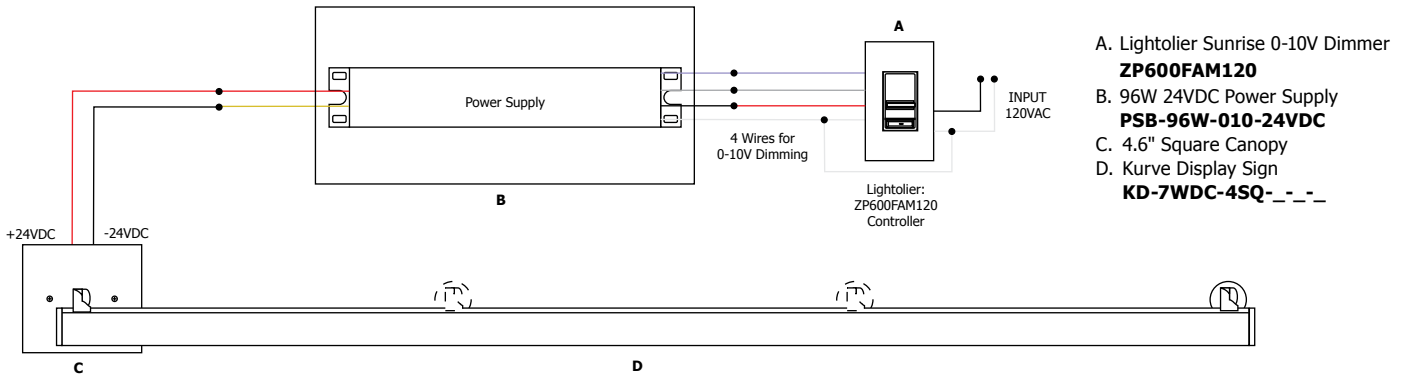 A
A. Lightolier Sunrise 0-10V Dimmer
ZP600FAM120
B. 96W 24VDC Power Supply
PSB-96W-010-24VDC
C. 4.6" Square Canopy
D. Kurve Display Sign
KD-7WDC-4SQ-_-_-_
Power Supply
INPUT
120VAC
4 Wires for
0-10V Dimming
B
Lightolier:
ZP600FAM120
Controller
+24VDC
-24VDC
C
D